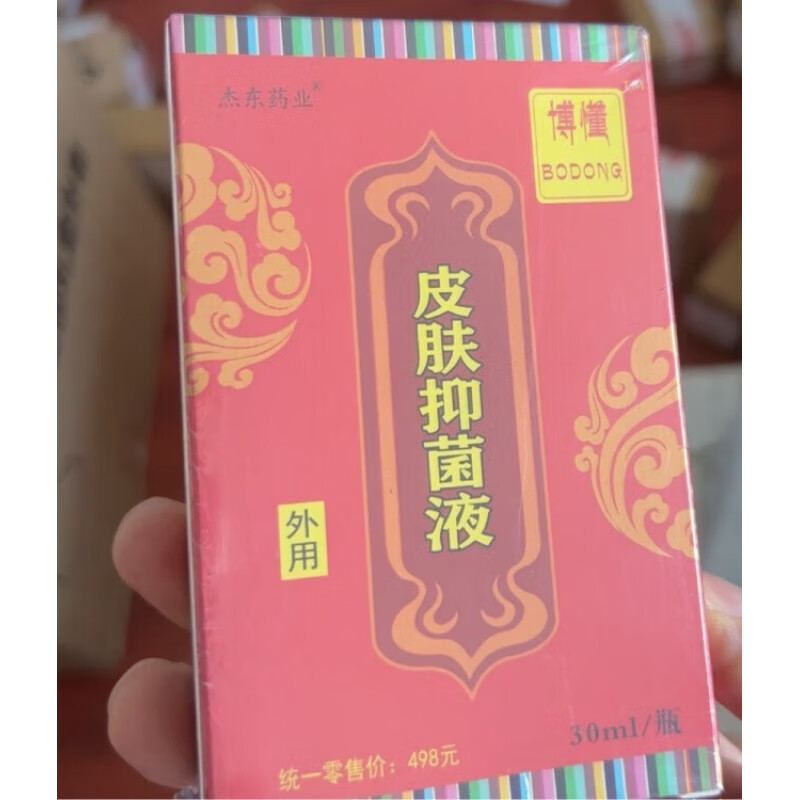 杰东药业®
博懂
TM
BODONG
皮肤抑菌液
外用
30ml/瓶
统一零售价：498元